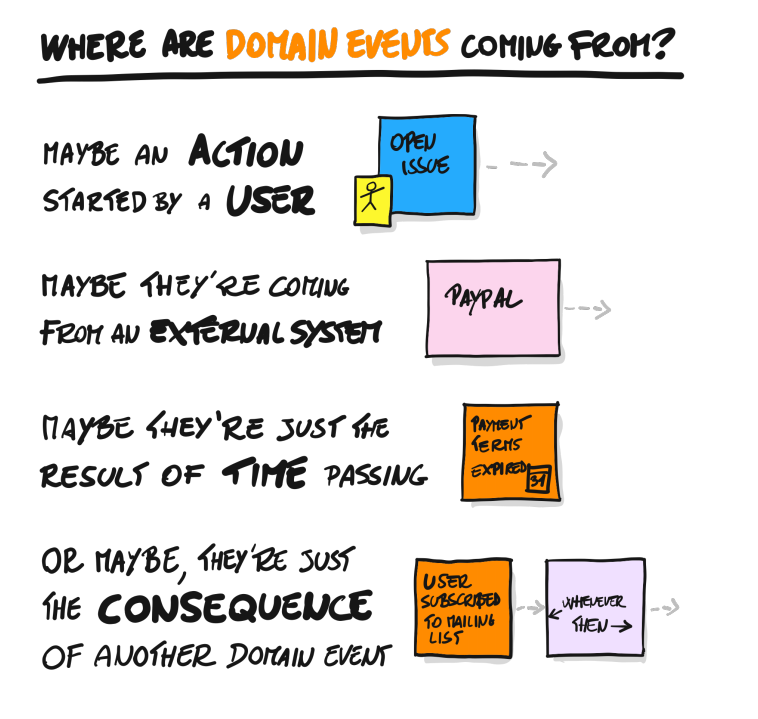 WHERE ARE DOMAIN EVENTS COMING FROM?
MAYBE AN ACTION
STARTED BY A USER
OPEN
ISSUE
MAYBE THEY'RE COMING
FROM AN EXTERNAL SYSTEM
PAYPAL
MAYBE THEY'RE JUST THE
RESULT OF TIME PASSING
PAYMENT
TERMS
EXPIRED
31
OR MAYBE, THEY'RE JUST
THE CONSEQUENCE
OF ANOTHER DOMAIN EVENT
USER
SUBSCRIBED
TO MAILING
LIST
WHENEVER
THEN